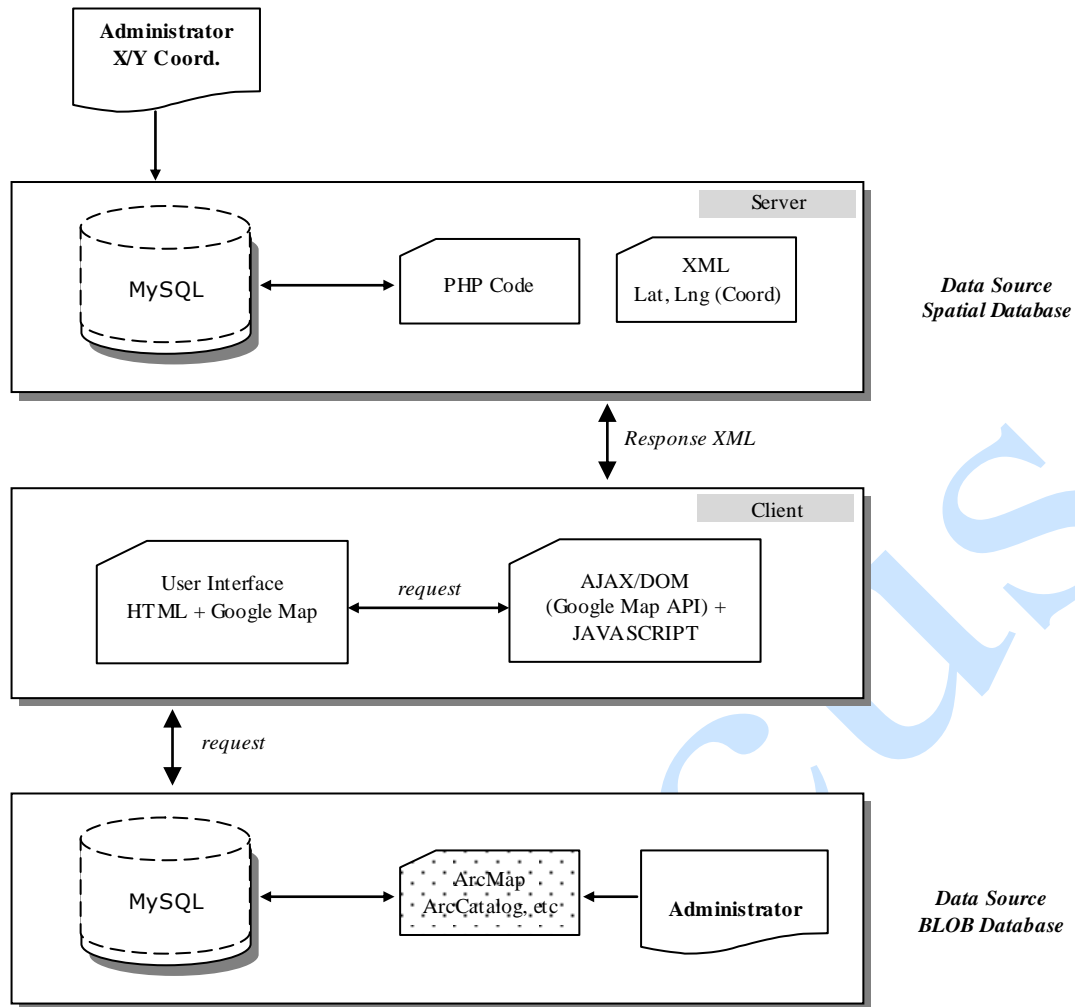 Administrator
X/Y Coord.
Server
MySQL
PHP Code
XML
Lat, Lng (Coord)
Data Source
Spatial Database
Response XML
Client
User Interface
HTML + Google Map
request
AJAX/DOM
(Google Map API) +
JAVASCRIPT
request
MySQL
ArcMap
ArcCatalog, etc
Administrator
Data Source
BLOB Database
cus